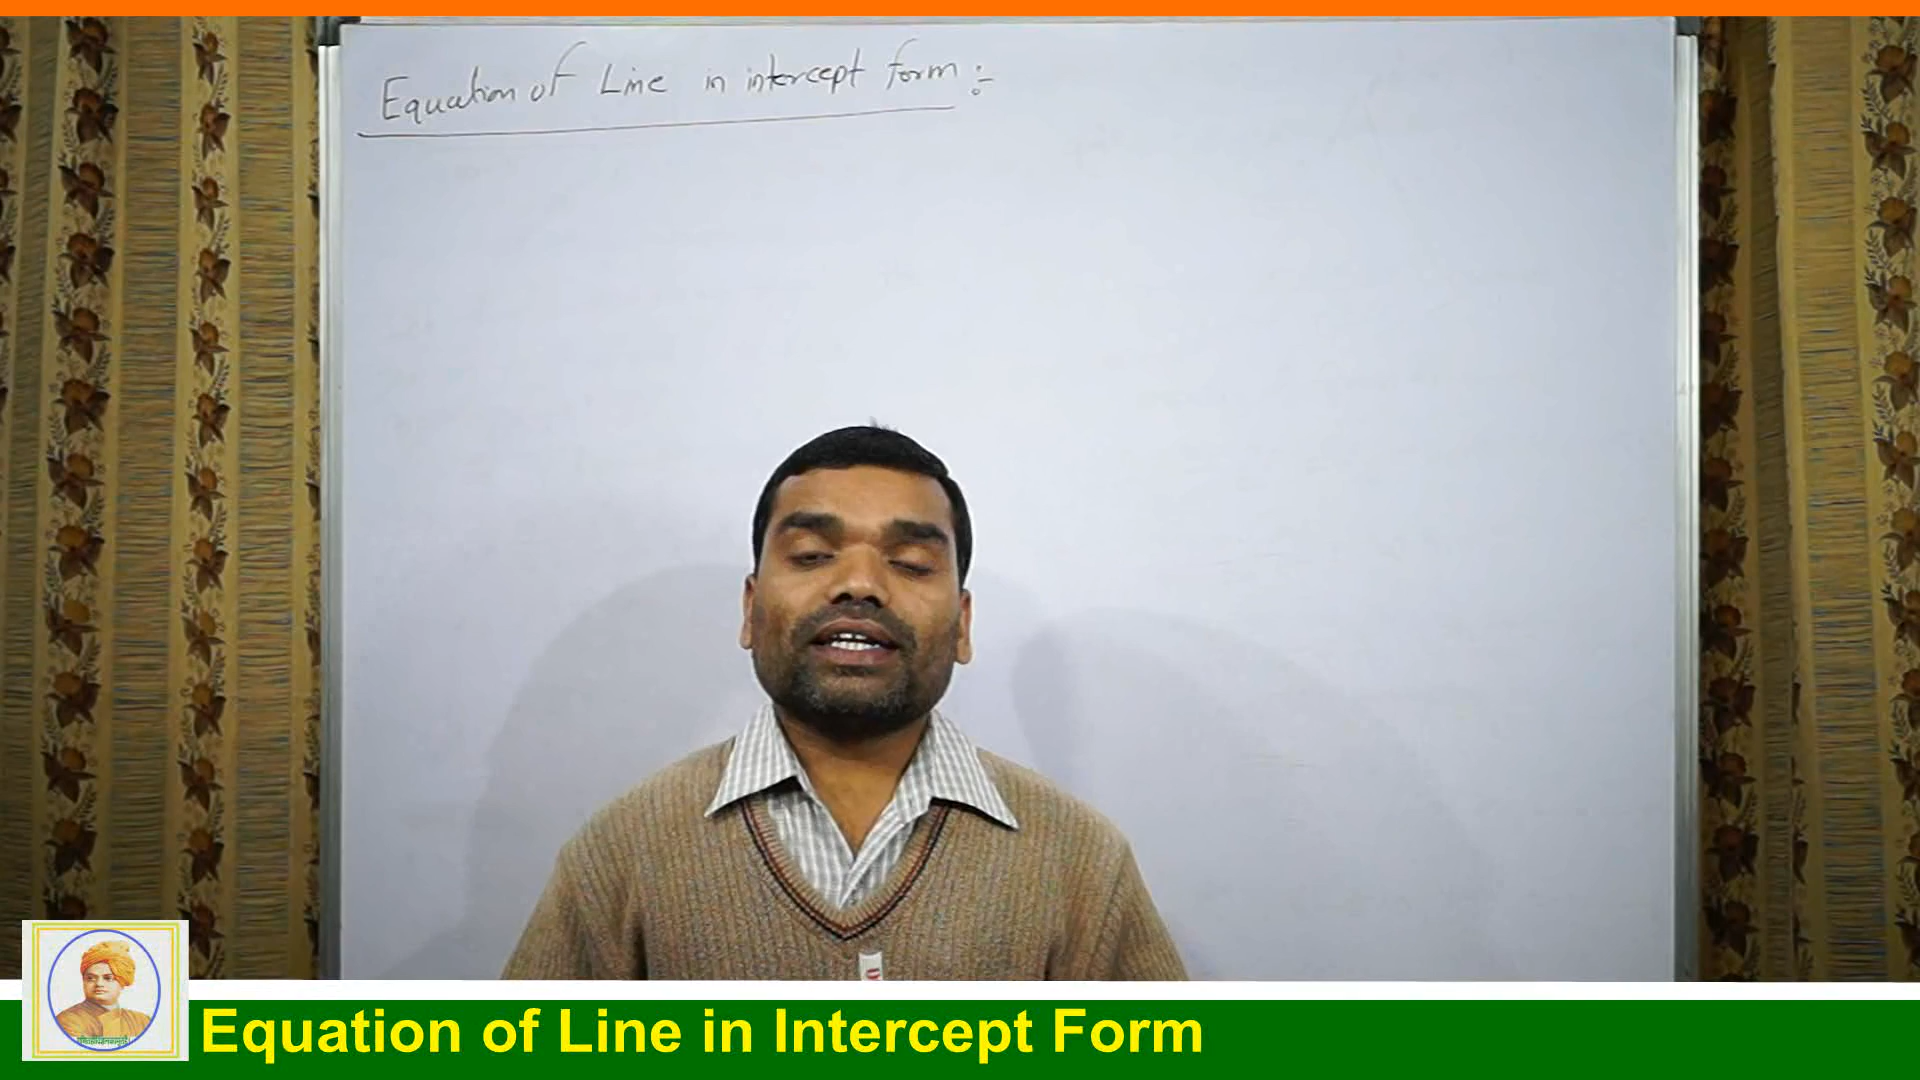 Equation of Line in intercept form :-
Equation of Line in Intercept Form